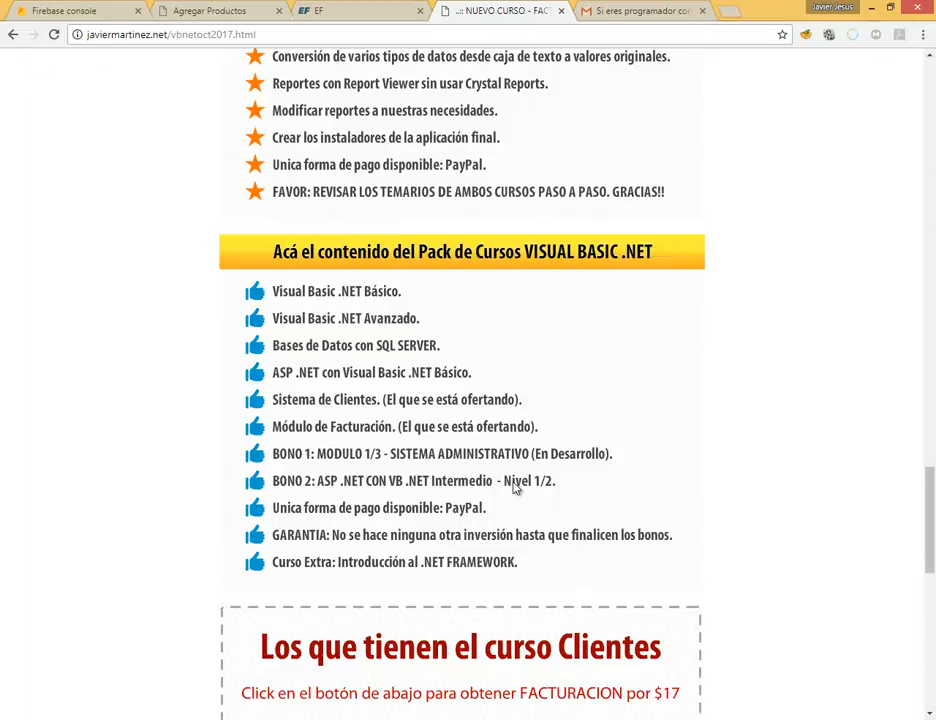 Javier Jesus
Firebase console
Agregar Productos
EF EF
..:: NUEVO CURSO - FAC
Si eres programador con
javiermartinez.net/vbnetoct2017.html
Conversión de varios tipos de datos desde caja de texto a valores originales.
Reportes con Report Viewer sin usar Crystal Reports.
Modificar reportes a nuestras necesidades.
Crear los instaladores de la aplicación final.
Unica forma de pago disponible: PayPal.
FAVOR: REVISAR LOS TEMARIOS DE AMBOS CURSOS PASO A PASO. GRACIAS!!
Acá el contenido del Pack de Cursos VISUAL BASIC .NET
Visual Basic .NET Básico.
Visual Basic .NET Avanzado.
Bases de Datos con SQL SERVER.
ASP .NET con Visual Basic .NET Básico.
Sistema de Clientes. (El que se está ofertando).
Módulo de Facturación. (El que se está ofertando).
BONO 1: MODULO 1/3 - SISTEMA ADMINISTRATIVO (En Desarrollo).
BONO 2: ASP .NET CON VB .NET Intermedio - Nivel 1/2.
Unica forma de pago disponible: PayPal.
GARANTIA: No se hace ninguna otra inversión hasta que finalicen los bonos.
Curso Extra: Introducción al .NET FRAMEWORK.
Los que tienen el curso Clientes
Click en el botón de abajo para obtener FACTURACION por $17